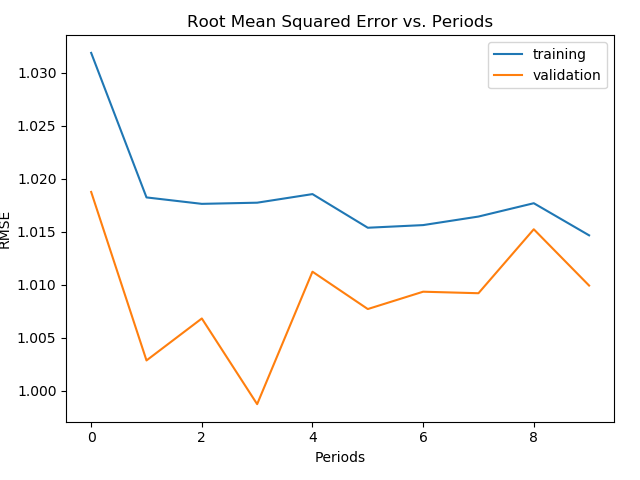 Root Mean Squared Error vs. Periods
training
validation
1.030
1.025
1.020
1.015
1.010
1.005
1.000
RMSE
0 2 4 6 8
Periods